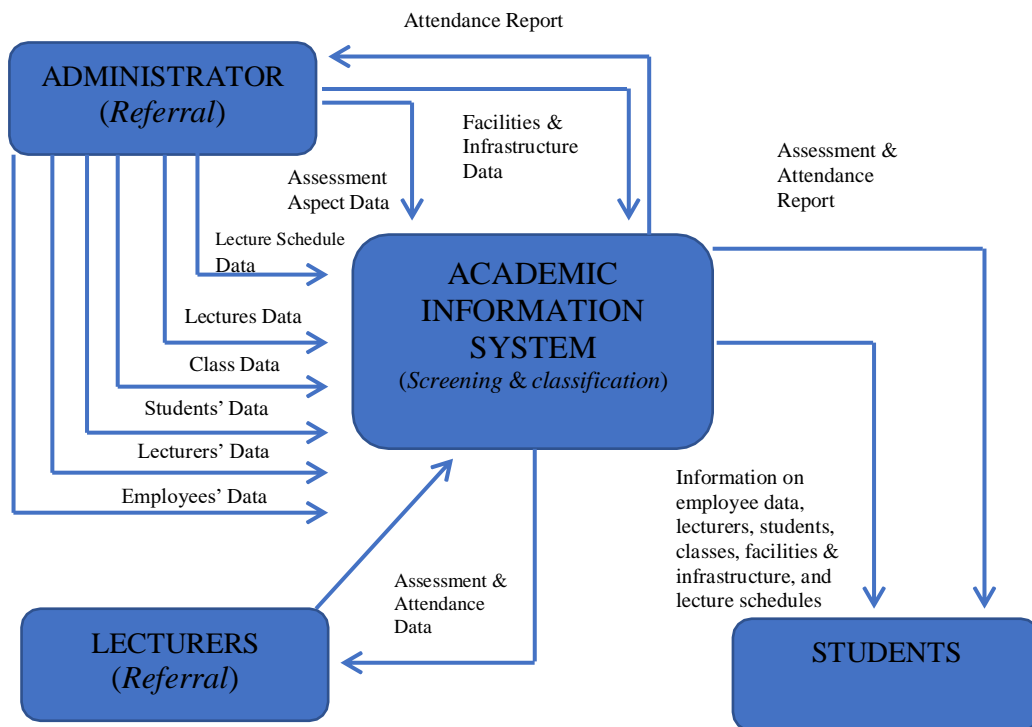 Attendance Report
ADMINISTRATOR
(Referral)
Facilities &
Infrastructure
Data
Assessment &
Attendance
Report
Assessment
Aspect Data
Lecture Schedule
Data
ACADEMIC
INFORMATION
SYSTEM
(Screening & classification)
Lectures Data
Class Data
Students’ Data
Lecturers’ Data
Employees’ Data
Information on
employee data,
lecturers, students,
classes, facilities &
infrastructure, and
lecture schedules
Assessment &
Attendance
Data
LECTURERS
(Referral)
STUDENTS